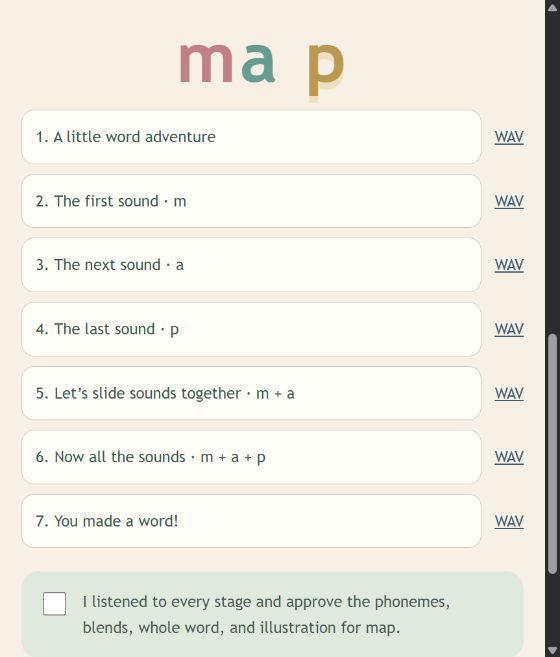 ma p
1. A little word adventure WAV
2. The first sound · m WAV
3. The next sound · a WAV
4. The last sound · p WAV
5. Let’s slide sounds together · m + a WAV
6. Now all the sounds · m + a + p WAV
7. You made a word! WAV
I listened to every stage and approve the phonemes,
blends, whole word, and illustration for map.